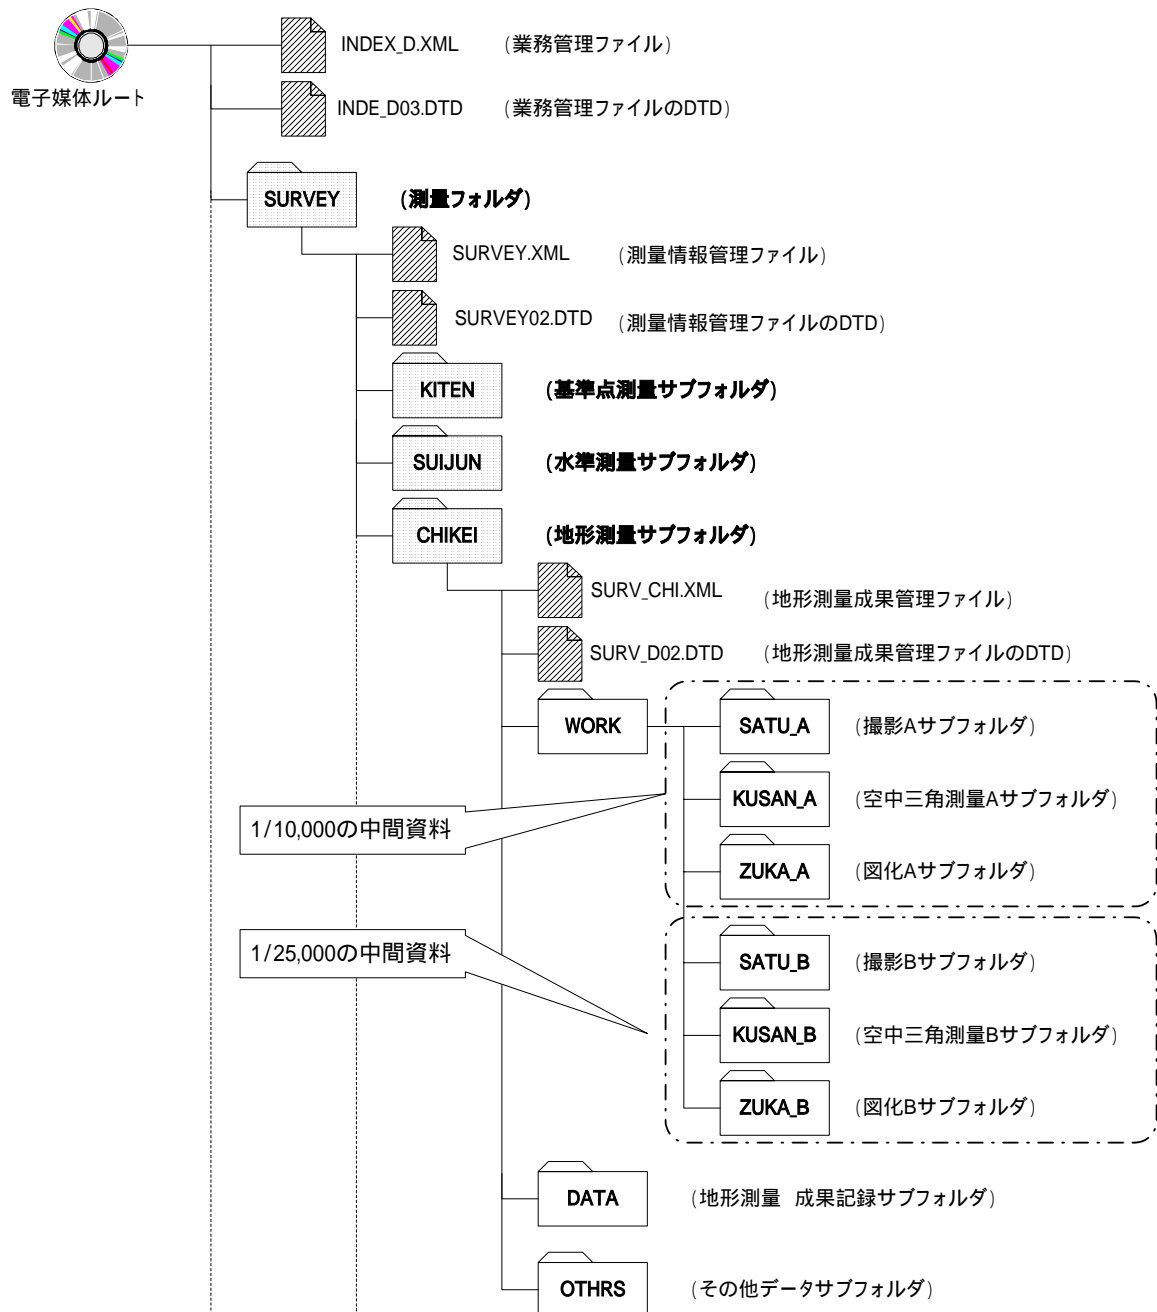 INDEX_D.XML (業務管理ファイル)
電子媒体ルート
INDE_D03.DTD (業務管理ファイルのDTD)
SURVEY (測量フォルダ)
SURVEY.XML (測量情報管理ファイル)
SURVEY02.DTD (測量情報管理ファイルのDTD)
KITEN (基準点測量サブフォルダ)
SUIJUN (水準測量サブフォルダ)
CHIKEI (地形測量サブフォルダ)
SURV_CHI.XML (地形測量成果管理ファイル)
SURV_D02.DTD (地形測量成果管理ファイルのDTD)
WORK
SATU_A (撮影Aサブフォルダ)
KUSAN_A (空中三角測量Aサブフォルダ)
1/10,000の中間資料
ZUKA_A (図化Aサブフォルダ)
1/25,000の中間資料
SATU_B (撮影Bサブフォルダ)
KUSAN_B (空中三角測量Bサブフォルダ)
ZUKA_B (図化Bサブフォルダ)
DATA (地形測量 成果記録サブフォルダ)
OTHRS (その他データサブフォルダ)